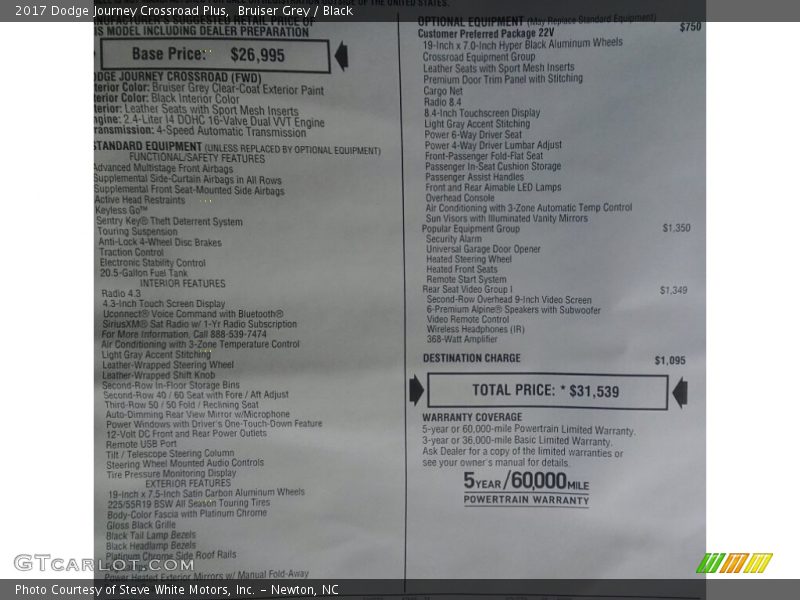 2017 Dodge Journey Crossroad Plus, Bruiser Grey / Black
OF THE UNITED STATES.
MANUFACTURER'S SUGGESTED RETAIL PRICE OF
THIS MODEL INCLUDING DEALER PREPARATION
Base Price: $26,995
DODGE JOURNEY CROSSROAD (FWD)
terior Color: Bruiser Grey Clear-Coat Exterior Paint
terior Color: Black Interior Color
terior: Leather Seats with Sport Mesh Inserts
ngine: 2.4-Liter I4 DOHC 16-Valve Dual VVT Engine
ransmission: 4-Speed Automatic Transmission
STANDARD EQUIPMENT (UNLESS REPLACED BY OPTIONAL EQUIPMENT)
FUNCTIONAL/SAFETY FEATURES
Advanced Multistage Front Airbags
Supplemental Side-Curtain Airbags in All Rows
Supplemental Front Seat-Mounted Side Airbags
Active Head Restraints
Keyless Go™
Sentry Key® Theft Deterrent System
Touring Suspension
Anti-Lock 4-Wheel Disc Brakes
Traction Control
Electronic Stability Control
20.5-Gallon Fuel Tank
INTERIOR FEATURES
Radio 4.3
4.3-Inch Touch Screen Display
Uconnect® Voice Command with Bluetooth®
SiriusXM® Sat Radio w/ 1-Yr Radio Subscription
For More Information, Call 888-539-7474
Air Conditioning with 3-Zone Temperature Control
Light Gray Accent Stitching
Leather-Wrapped Steering Wheel
Leather-Wrapped Shift Knob
Second-Row In-Floor Storage Bins
Second-Row 40 / 60 Seat with Fore / Aft Adjust
Third-Row 50 / 50 Fold / Reclining Seat
Auto-Dimming Rear View Mirror w/Microphone
Power Windows with Driver's One-Touch-Down Feature
12-Volt DC Front and Rear Power Outlets
Remote USB Port
Tilt / Telescope Steering Column
Steering Wheel Mounted Audio Controls
Tire Pressure Monitoring Display
EXTERIOR FEATURES
19-Inch x 7.5-Inch Satin Carbon Aluminum Wheels
225/55R19 BSW All Season Touring Tires
Body-Color Fascia with Platinum Chrome
Gloss Black Grille
Black Tail Lamp Bezels
Black Headlamp Bezels
Platinum Chrome Side Roof Rails
Power Heated Exterior Mirrors w/ Manual Fold-Away
OPTIONAL EQUIPMENT (May Replace Standard Equipment)
Customer Preferred Package 22V $750
19-Inch x 7.0-Inch Hyper Black Aluminum Wheels
Crossroad Equipment Group
Leather Seats with Sport Mesh Inserts
Premium Door Trim Panel with Stitching
Cargo Net
Radio 8.4
8.4-Inch Touchscreen Display
Light Gray Accent Stitching
Power 6-Way Driver Seat
Power 4-Way Driver Lumbar Adjust
Front-Passenger Fold-Flat Seat
Passenger In-Seat Cushion Storage
Passenger Assist Handles
Front and Rear Aimable LED Lamps
Overhead Console
Air Conditioning with 3-Zone Automatic Temp Control
Sun Visors with Illuminated Vanity Mirrors
Popular Equipment Group $1,350
Security Alarm
Universal Garage Door Opener
Heated Steering Wheel
Heated Front Seats
Remote Start System
Rear Seat Video Group I $1,349
Second-Row Overhead 9-Inch Video Screen
6-Premium Alpine® Speakers with Subwoofer
Video Remote Control
Wireless Headphones (IR)
368-Watt Amplifier
DESTINATION CHARGE $1,095
TOTAL PRICE: * $31,539
WARRANTY COVERAGE
5-year or 60,000-mile Powertrain Limited Warranty.
3-year or 36,000-mile Basic Limited Warranty.
Ask Dealer for a copy of the limited warranties or
see your owner's manual for details.
5YEAR/60,000MILE
POWERTRAIN WARRANTY
GTCARLOT.COM
Photo Courtesy of Steve White Motors, Inc. – Newton, NC